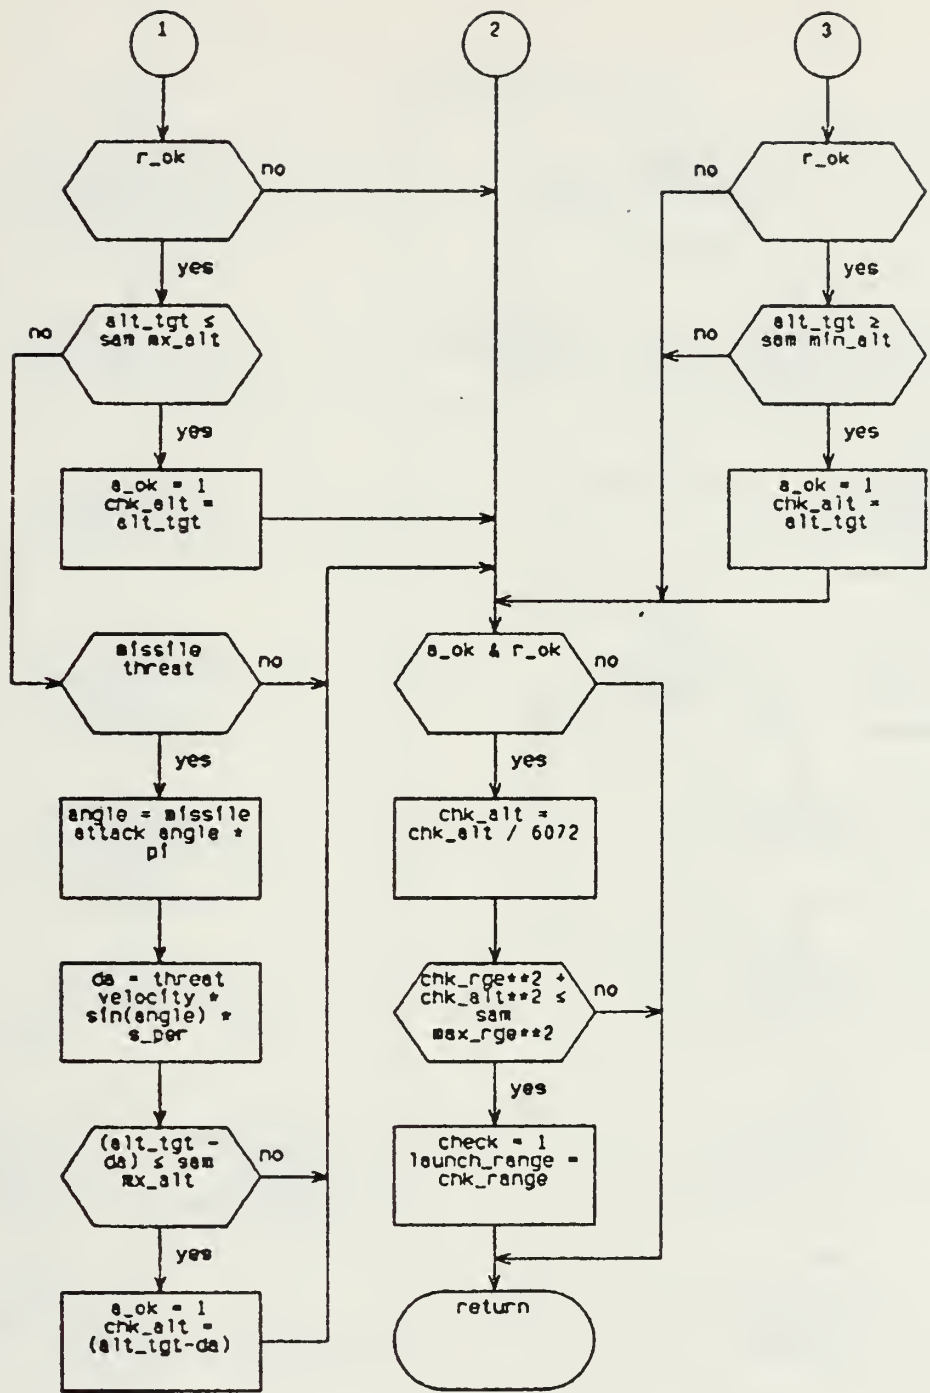 1
r_ok
no
yes
alt_tgt ≤
sam mx_alt
no
yes
a_ok = 1
chk_alt =
alt_tgt
missile
threat
no
yes
angle = missile
attack angle *
pi
da = threat
velocity *
sin(angle) *
s_per
(alt_tgt -
da) ≤ sam
mx_alt
no
yes
a_ok = 1
chk_alt =
(alt_tgt-da)
2
a_ok & r_ok
no
yes
chk_alt =
chk_alt / 6072
chk_rge**2 +
chk_alt**2 ≤
sam
max_rge**2
no
yes
check = 1
launch_range =
chk_range
return
3
r_ok
no
yes
alt_tgt ≥
sam min_alt
no
yes
a_ok = 1
chk_alt =
alt_tgt